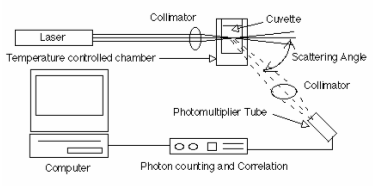 Collimator
Cuvette
Laser
Temperature controlled chamber
Scattering Angle
Collimator
Photomultiplier Tube
Computer
Photon counting and Correlation